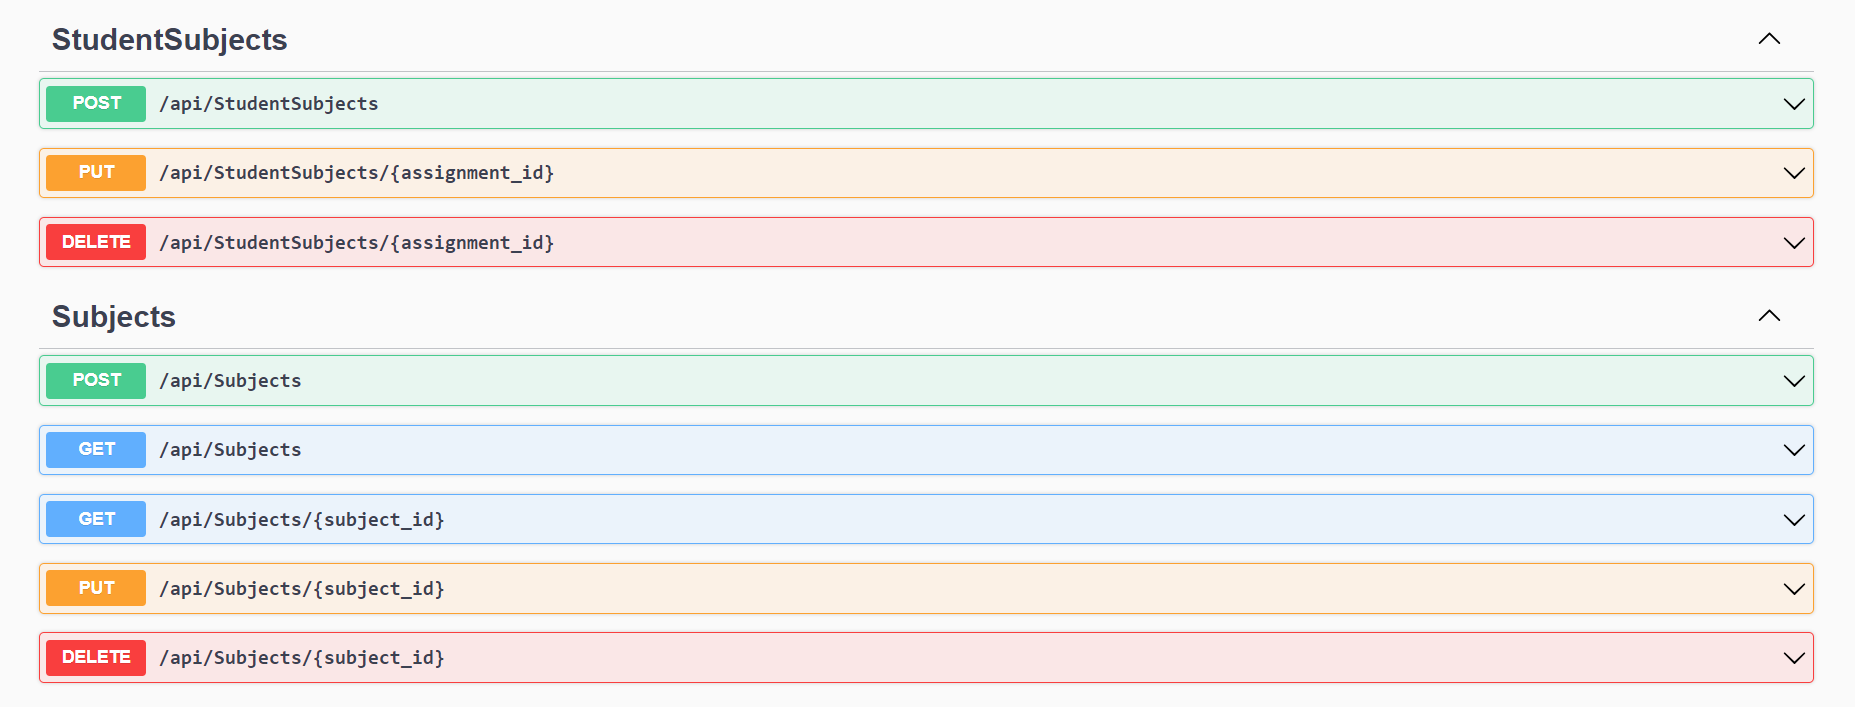 StudentSubjects
POST /api/StudentSubjects
PUT /api/StudentSubjects/{assignment_id}
DELETE /api/StudentSubjects/{assignment_id}
Subjects
POST /api/Subjects
GET /api/Subjects
GET /api/Subjects/{subject_id}
PUT /api/Subjects/{subject_id}
DELETE /api/Subjects/{subject_id}